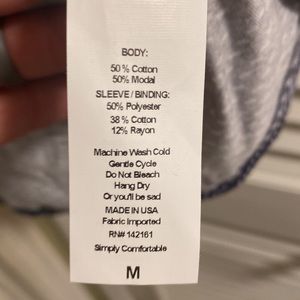 BODY:
50% Cotton
50% Modal
SLEEVE / BINDING:
50% Polyester
38% Cotton
12% Rayon
Machine Wash Cold
Gentle Cycle
Do Not Bleach
Hang Dry
Or you'll be sad
MADE IN USA
Fabric Imported
RN# 142161
Simply Comfortable
M